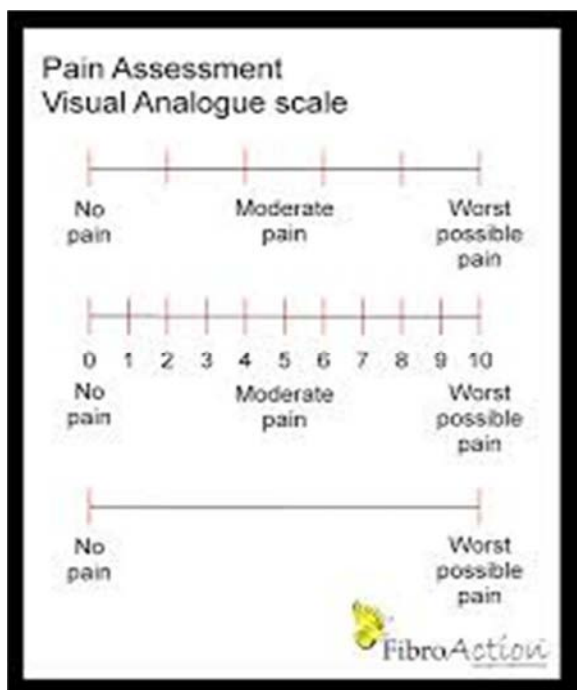 Pain Assessment
Visual Analogue scale
No Moderate Worst
pain pain possible
pain
0 1 2 3 4 5 6 7 8 9 10
No Moderate Worst
pain pain possible
pain
No Worst
pain possible
pain
FibroAction